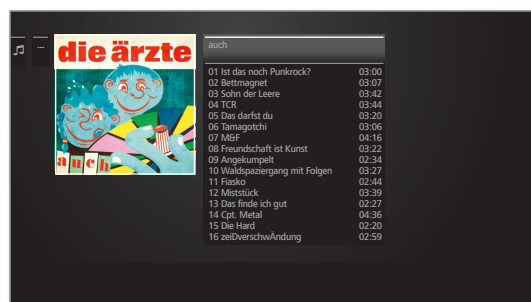 ...
die ärzte
auch
auch
01 Ist das noch Punkrock? 03:00
02 Bettmagnet 03:07
03 Sohn der Leere 03:42
04 TCR 03:44
05 Das darfst du 03:20
06 Tamagotchi 03:06
07 M&F 04:16
08 Freundschaft ist Kunst 03:22
09 Angekumpelt 02:34
10 Waldspaziergang mit Folgen 03:27
11 Fiasko 02:44
12 Miststück 03:39
13 Das finde ich gut 02:27
14 Cpt. Metal 04:36
15 Die Hard 02:20
16 zeiDverschwÄndung 02:59